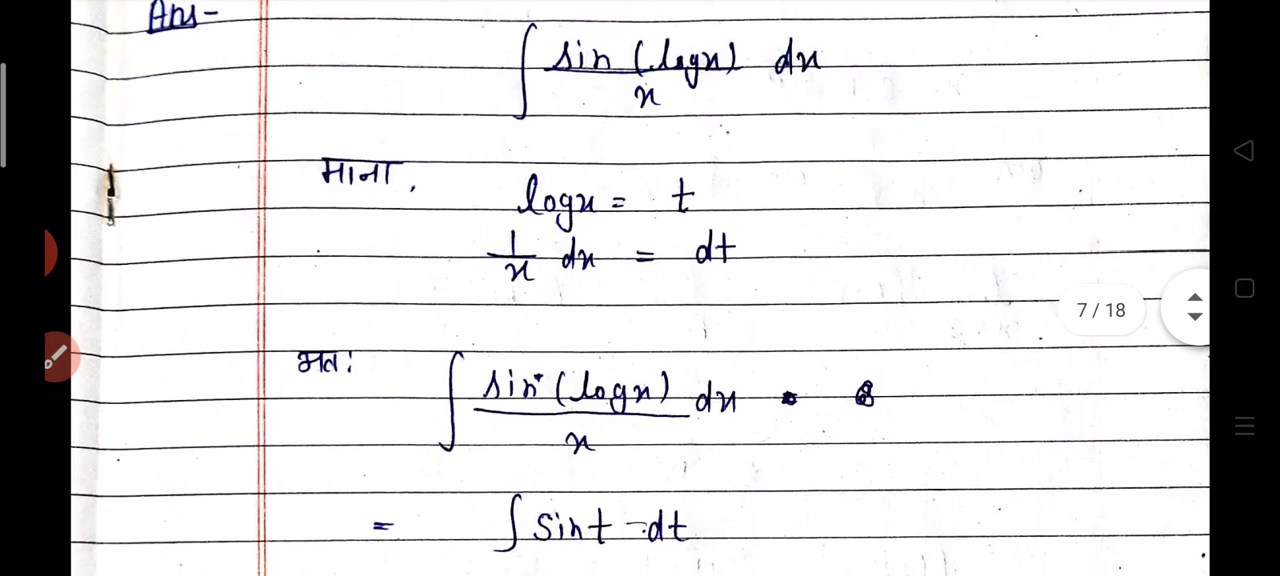 Ans-
∫ sin (logx) / x dx
माना,
logx = t
1/x dx = dt
7/18
अतः ∫ sin (logx) / x dx
= ∫ sint dt